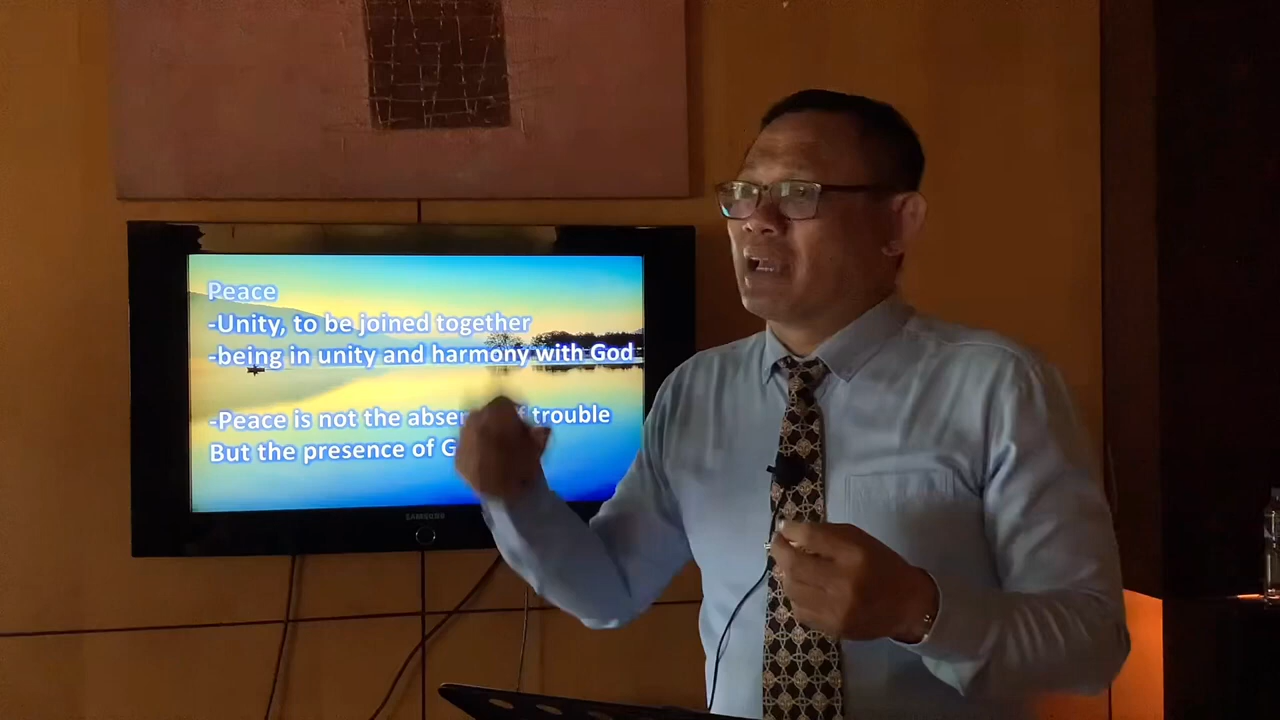 Peace
-Unity, to be joined together
-being in unity and harmony with God
-Peace is not the trouble
But the presence of
SAMSUNG